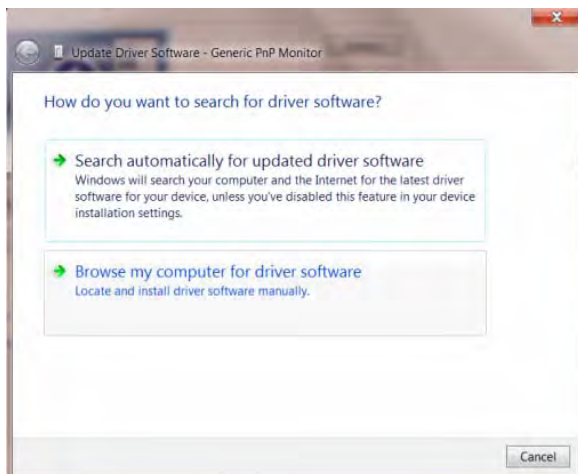 Update Driver Software - Generic PnP Monitor
How do you want to search for driver software?
Search automatically for updated driver software
Windows will search your computer and the Internet for the latest driver
software for your device, unless you've disabled this feature in your device
installation settings.
Browse my computer for driver software
Locate and install driver software manually.
Cancel